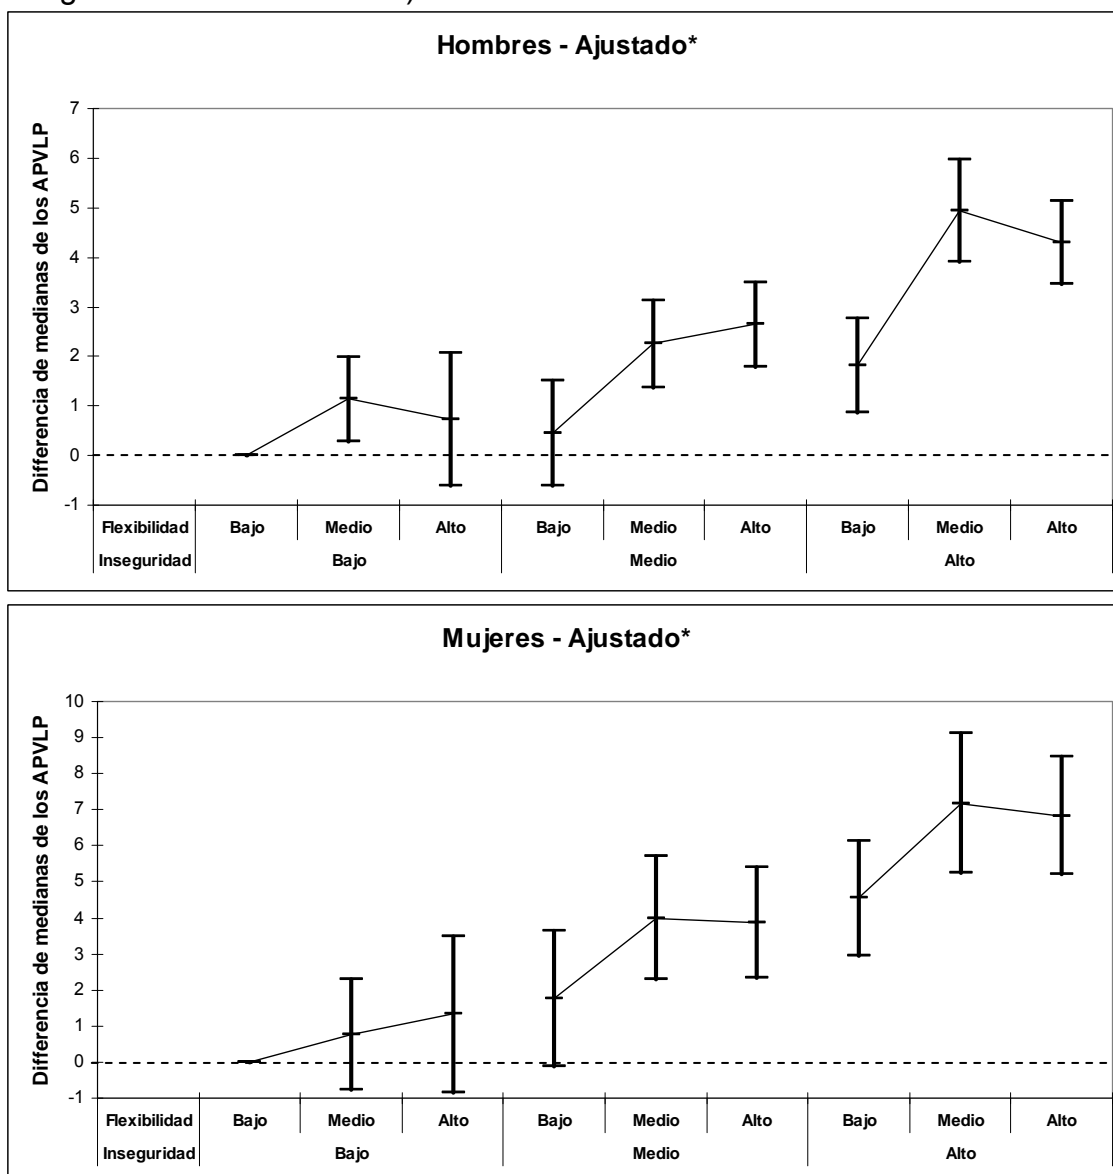 Hombres - Ajustado*
Differencia de medianas de los APVLP
7
6
5
4
3
2
1
0
-1
Flexibilidad Bajo Medio Alto Bajo Medio Alto Bajo Medio Alto
Inseguridad Bajo Medio Alto
Mujeres - Ajustado*
Differencia de medianas de los APVLP
10
9
8
7
6
5
4
3
2
1
0
-1
Flexibilidad Bajo Medio Alto Bajo Medio Alto Bajo Medio Alto
Inseguridad Bajo Medio Alto